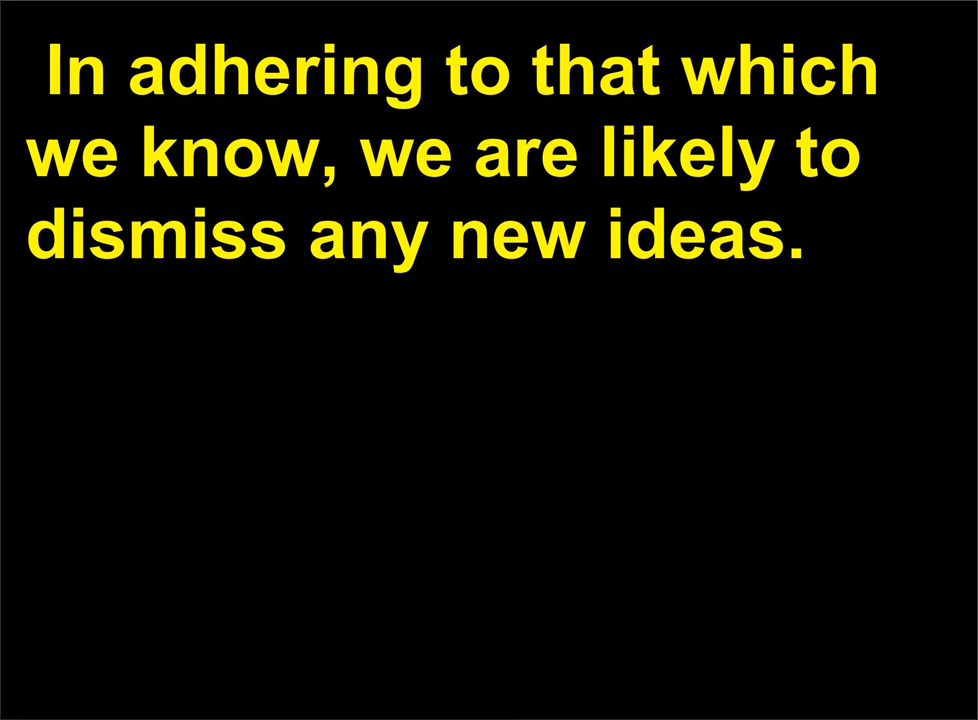 In adhering to that which
we know, we are likely to
dismiss any new ideas.